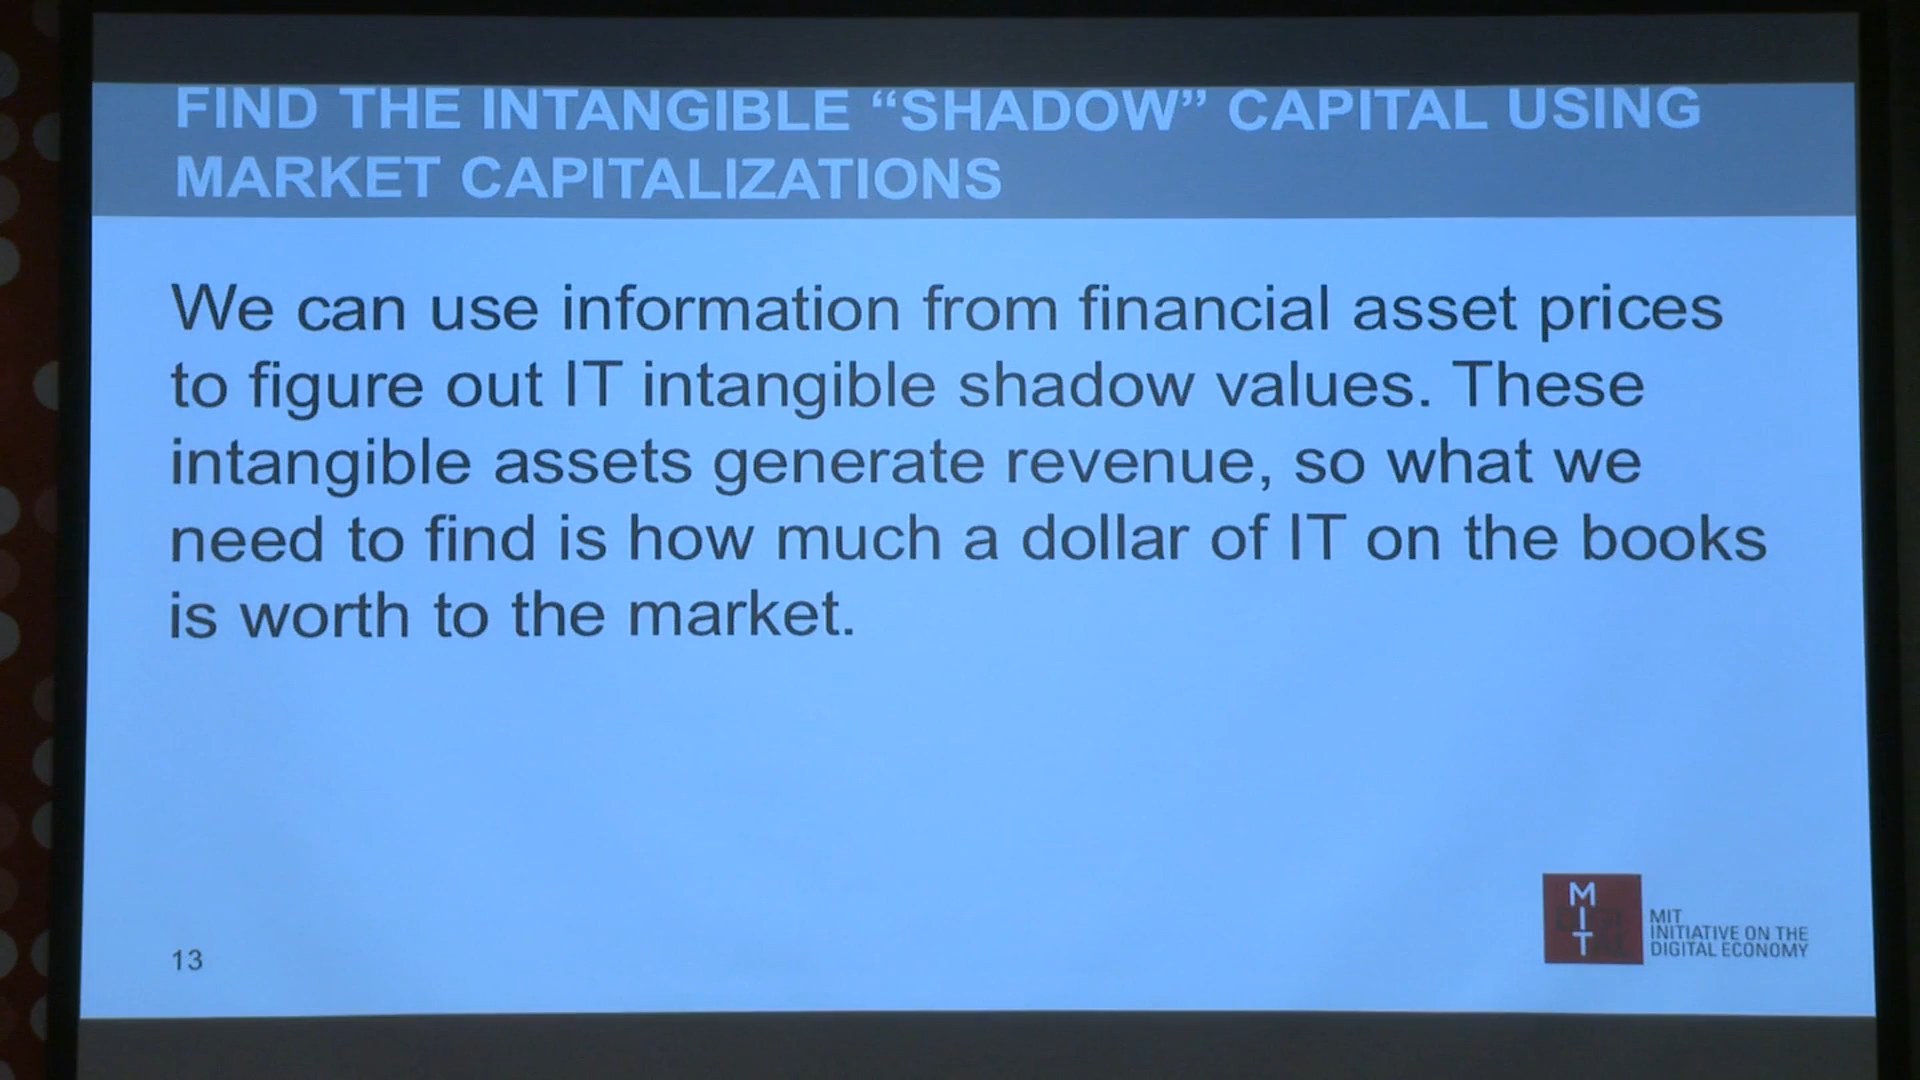 FIND THE INTANGIBLE “SHADOW” CAPITAL USING
MARKET CAPITALIZATIONS
We can use information from financial asset prices
to figure out IT intangible shadow values. These
intangible assets generate revenue, so what we
need to find is how much a dollar of IT on the books
is worth to the market.
13
MIT
MIT
INITIATIVE ON THE
DIGITAL ECONOMY